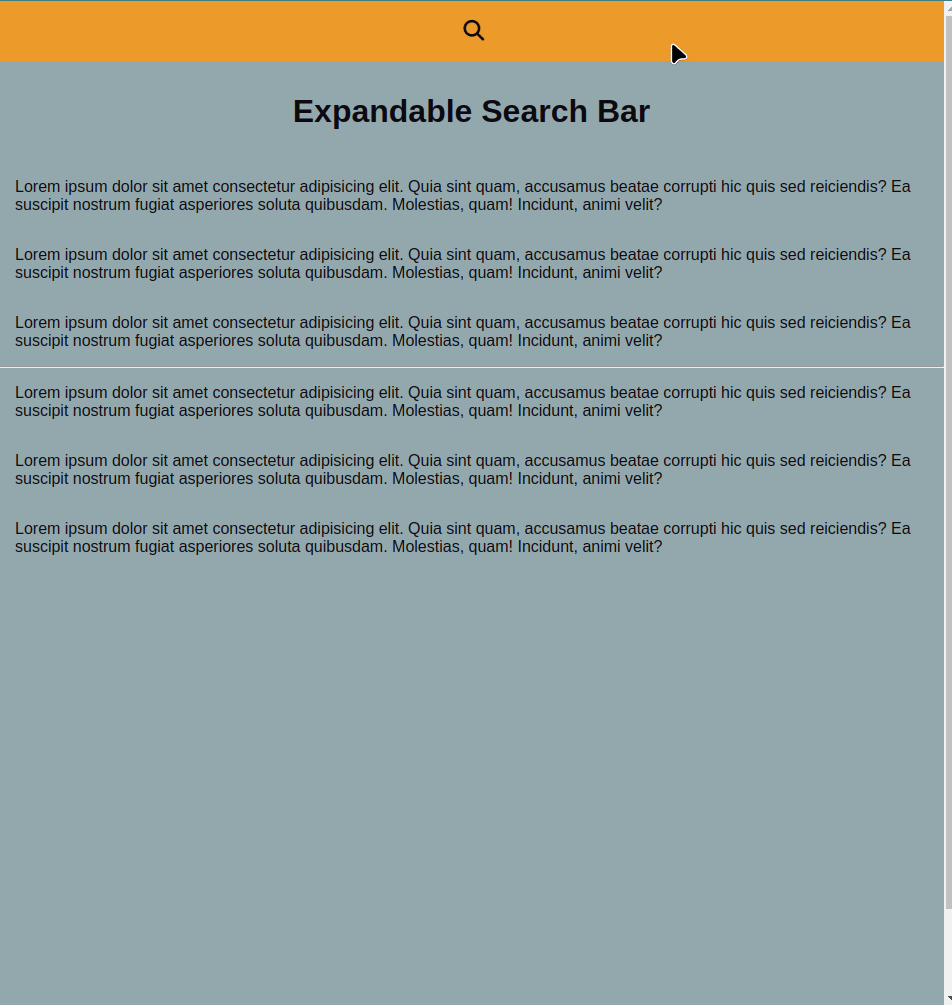 Expandable Search Bar
Lorem ipsum dolor sit amet consectetur adipisicing elit. Quia sint quam, accusamus beatae corrupti hic quis sed reiciendis? Ea
suscipit nostrum fugiat asperiores soluta quibusdam. Molestias, quam! Incidunt, animi velit?
Lorem ipsum dolor sit amet consectetur adipisicing elit. Quia sint quam, accusamus beatae corrupti hic quis sed reiciendis? Ea
suscipit nostrum fugiat asperiores soluta quibusdam. Molestias, quam! Incidunt, animi velit?
Lorem ipsum dolor sit amet consectetur adipisicing elit. Quia sint quam, accusamus beatae corrupti hic quis sed reiciendis? Ea
suscipit nostrum fugiat asperiores soluta quibusdam. Molestias, quam! Incidunt, animi velit?
Lorem ipsum dolor sit amet consectetur adipisicing elit. Quia sint quam, accusamus beatae corrupti hic quis sed reiciendis? Ea
suscipit nostrum fugiat asperiores soluta quibusdam. Molestias, quam! Incidunt, animi velit?
Lorem ipsum dolor sit amet consectetur adipisicing elit. Quia sint quam, accusamus beatae corrupti hic quis sed reiciendis? Ea
suscipit nostrum fugiat asperiores soluta quibusdam. Molestias, quam! Incidunt, animi velit?
Lorem ipsum dolor sit amet consectetur adipisicing elit. Quia sint quam, accusamus beatae corrupti hic quis sed reiciendis? Ea
suscipit nostrum fugiat asperiores soluta quibusdam. Molestias, quam! Incidunt, animi velit?